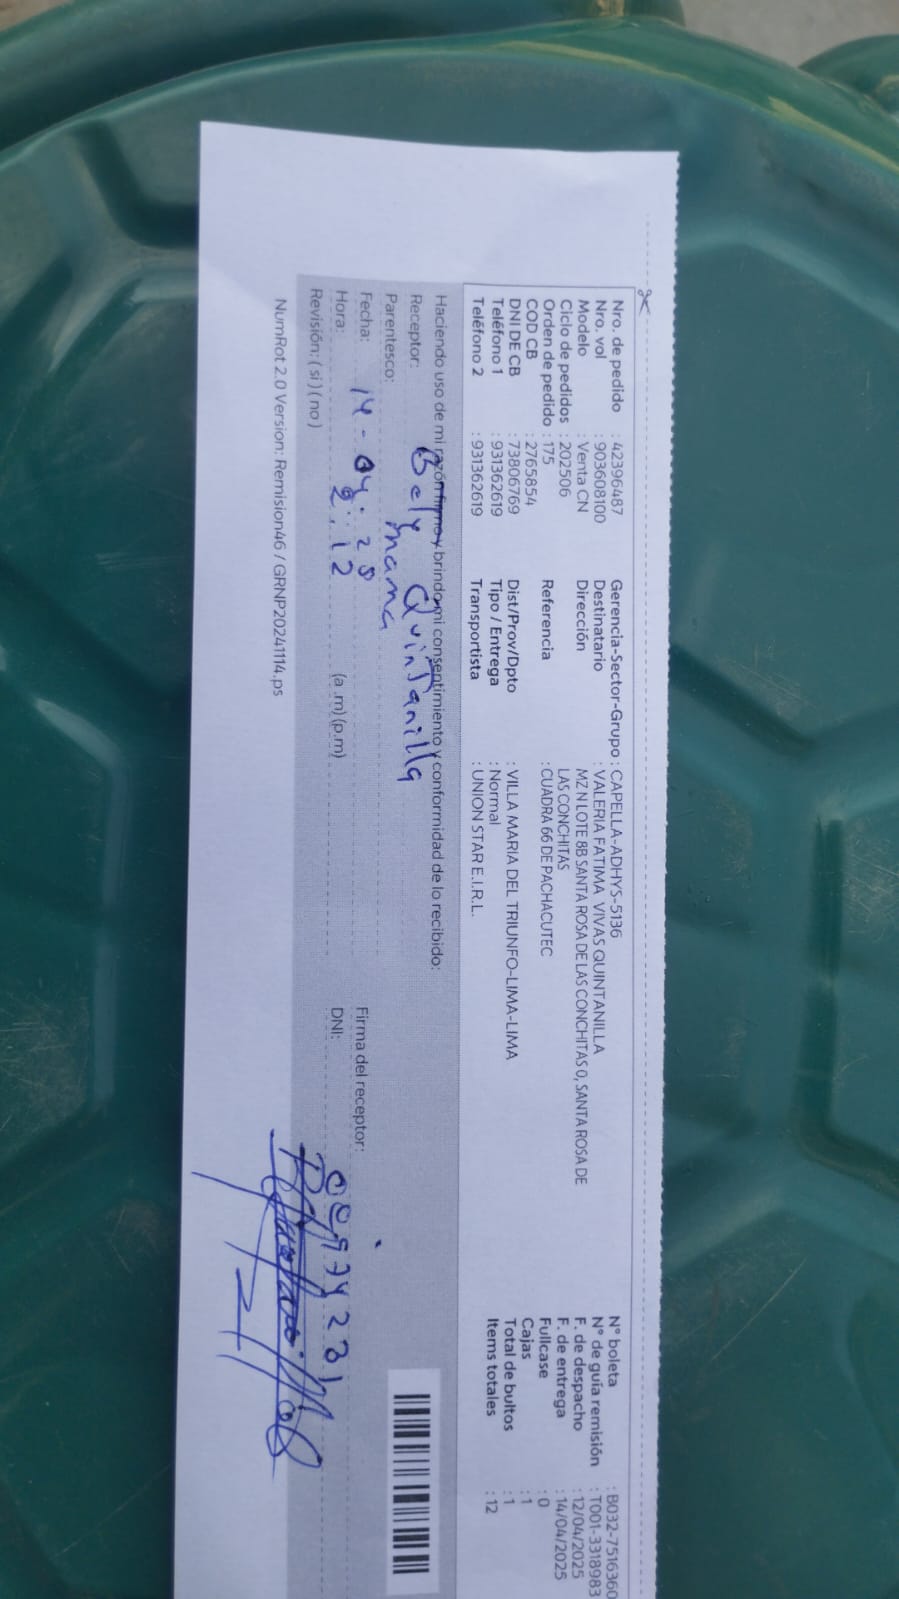 Nro. de pedido : 42396487
Nro. vol : 903608100
Modelo : Venta CN
Ciclo de pedidos : 202506
Orden de pedido : 175
COD CB : 2765854
DNI DE CB : 73806769
Teléfono 1 : 931362619
Teléfono 2 : 931362619
Gerencia-Sector-Grupo : CAPELLA-ADHYS-5136
Destinatario : VALERIA FATIMA VIVAS QUINTANILLA
Dirección : MZ N LOTE 8B SANTA ROSA DE LAS CONCHITAS 0, SANTA ROSA DE
LAS CONCHITAS
Referencia : CUADRA 66 DE PACHACUTEC
Dist/Prov/Dpto : VILLA MARIA DEL TRIUNFO-LIMA-LIMA
Tipo / Entrega : Normal
Transportista : UNION STAR E.I.R.L.
N° boleta : B032-7516360
N° de guía remisión : T001-3318983
F. de despacho : 12/04/2025
F. de entrega : 14/04/2025
Fullcase : 0
Cajas : 1
Total de bultos : 1
Items totales : 12
Haciendo uso de mi razón firmo y brindo mi consentimiento y conformidad de lo recibido:
Receptor: Bety Quintanilla
Parentesco: mama
Fecha: 14-04-25
Hora: (a.m) (p.m)
Revisión: ( si ) ( no )
Firma del receptor:
DNI:
NumRot 2.0 Version: Remision46 / GRNP20241114.ps